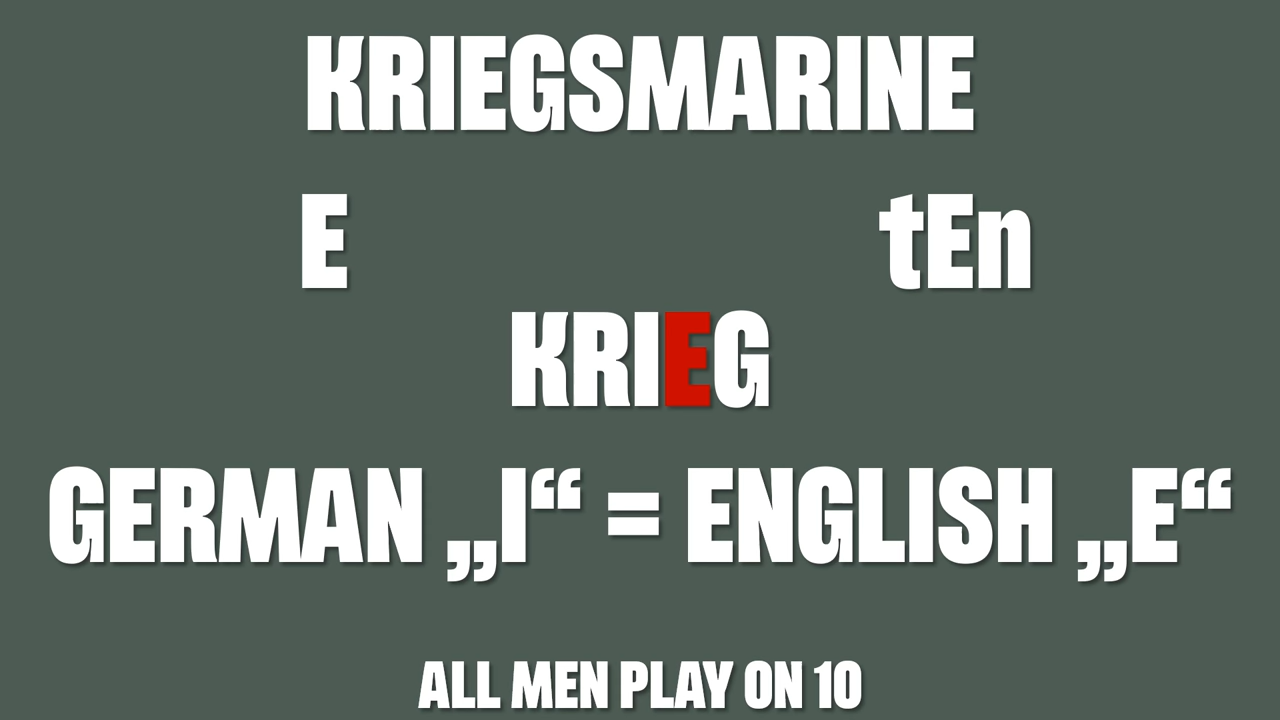 KRIEGSMARINE
E tEn
KRIEG
GERMAN „I“ = ENGLISH „E“
ALL MEN PLAY ON 10